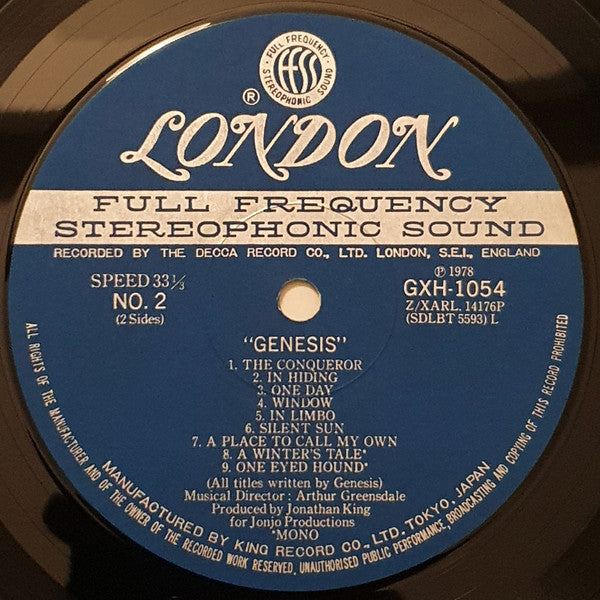 FULL FREQUENCY
ffss
STEREOPHONIC SOUND
®
LONDON
FULL FREQUENCY
STEREOPHONIC SOUND
RECORDED BY THE DECCA RECORD CO., LTD. LONDON, S.E.I., ENGLAND
SPEED 33 1/3
NO. 2
(2 Sides)
℗ 1978
GXH-1054
Z/XARL. 14176P
(SDLBT 5593) L
"GENESIS"
1. THE CONQUEROR
2. IN HIDING
3. ONE DAY
4. WINDOW
5. IN LIMBO
6. SILENT SUN
7. A PLACE TO CALL MY OWN
8. A WINTER'S TALE*
9. ONE EYED HOUND*
(All titles written by Genesis)
Musical Director : Arthur Greensdale
Produced by Jonathan King
for Jonjo Productions
*MONO
MANUFACTURED BY KING RECORD CO., LTD. TOKYO, JAPAN
ALL RIGHTS OF THE MANUFACTURER AND OF THE OWNER OF THE RECORDED WORK RESERVED. UNAUTHORISED PUBLIC PERFORMANCE, BROADCASTING AND COPYING OF THIS RECORD PROHIBITED